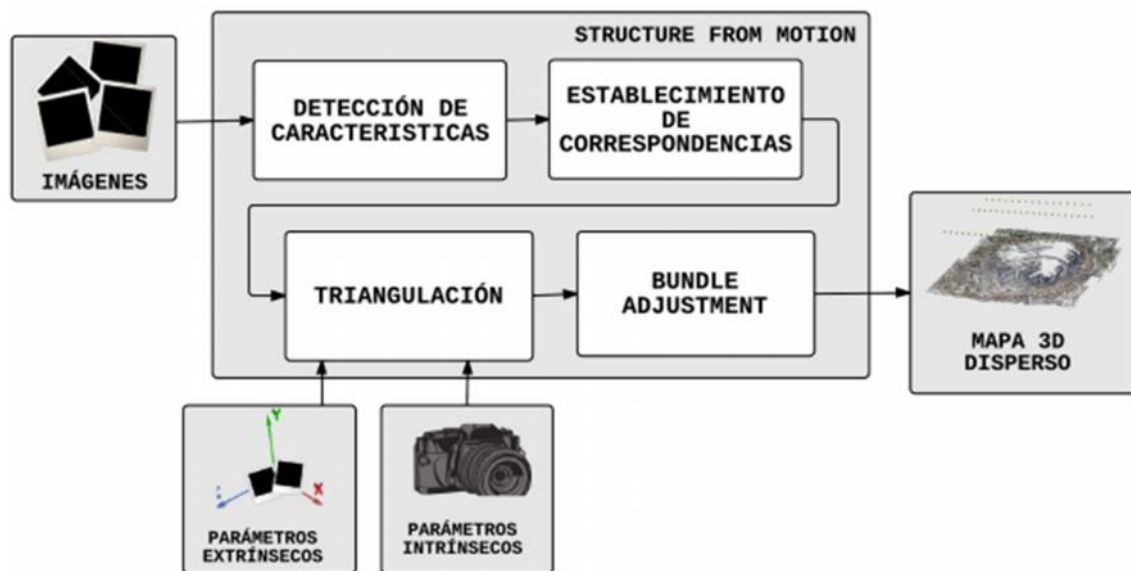 STRUCTURE FROM MOTION
IMÁGENES
DETECCIÓN DE
CARACTERISTICAS
ESTABLECIMIENTO
DE
CORRESPONDENCIAS
TRIANGULACIÓN
BUNDLE
ADJUSTMENT
MAPA 3D
DISPERSO
Y
X
PARÁMETROS
EXTRÍNSECOS
PARÁMETROS
INTRÍNSECOS